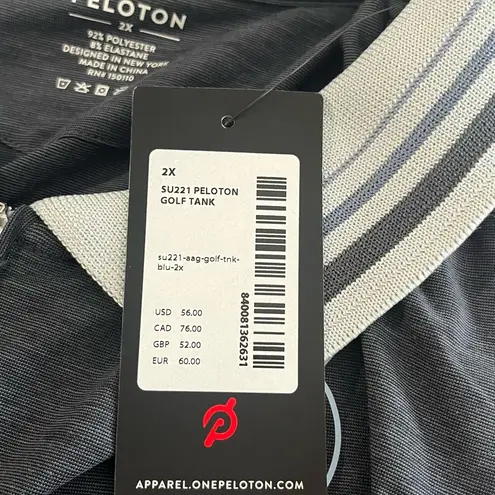 PELOTON
2X
92% POLYESTER
8% ELASTANE
DESIGNED IN NEW YORK
MADE IN CHINA
RN# 150110
2X
SU221 PELOTON
GOLF TANK
su221-aag-golf-tnk-
blu-2x
USD 56.00
CAD 76.00
GBP 52.00
EUR 60.00
840081362631
APPAREL.ONEPELOTON.COM